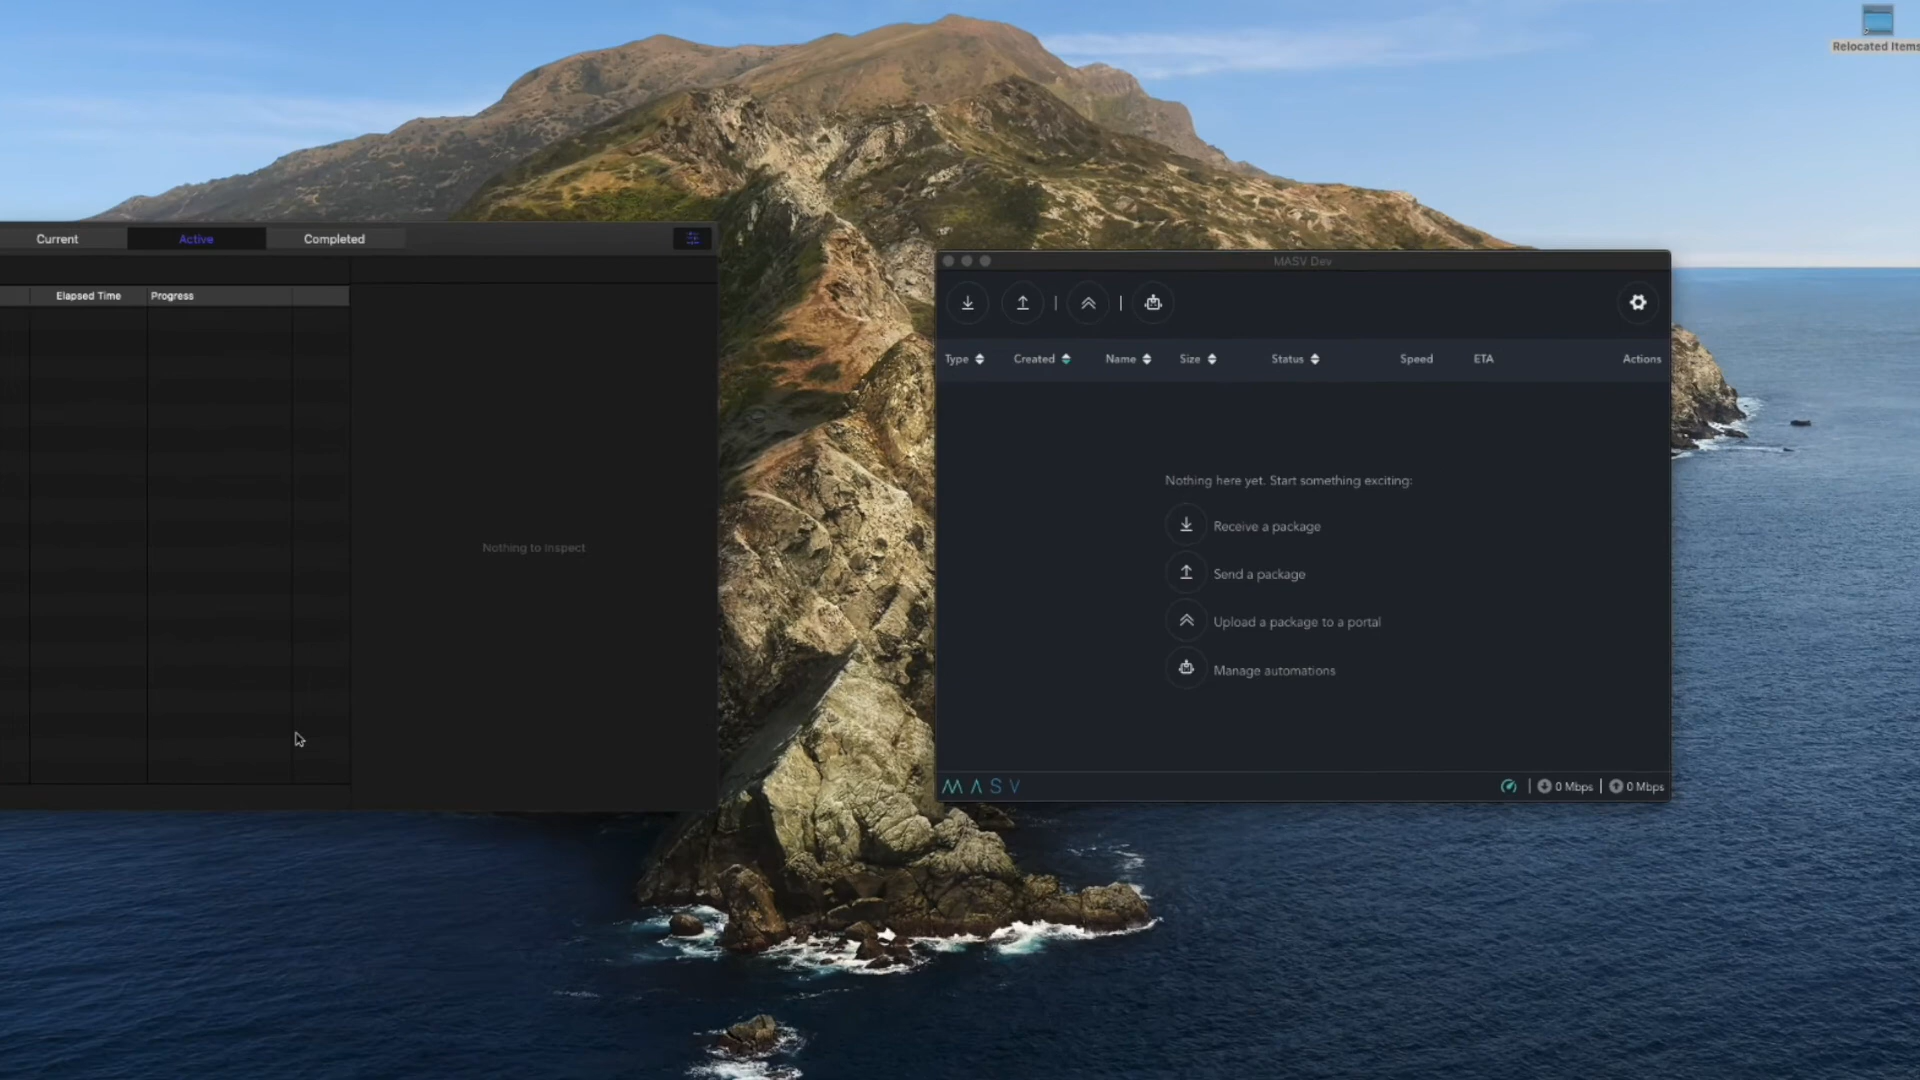 Relocated Items
Current
Active
Completed
Elapsed Time
Progress
Nothing to Inspect
MASV Dev
Type
Created
Name
Size
Status
Speed
ETA
Actions
Nothing here yet. Start something exciting:
Receive a package
Send a package
Upload a package to a portal
Manage automations
MASV
0 Mbps
0 Mbps